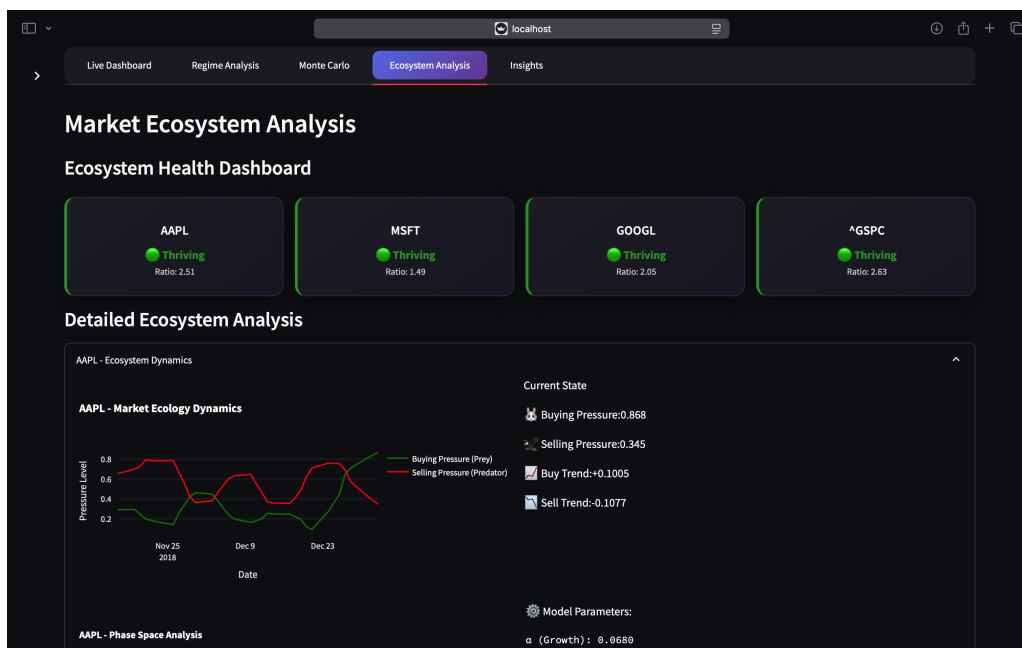 localhost
Live Dashboard
Regime Analysis
Monte Carlo
Ecosystem Analysis
Insights
Market Ecosystem Analysis
Ecosystem Health Dashboard
AAPL
Thriving
Ratio: 2.51
MSFT
Thriving
Ratio: 1.49
GOOGL
Thriving
Ratio: 2.05
^GSPC
Thriving
Ratio: 2.63
Detailed Ecosystem Analysis
AAPL - Ecosystem Dynamics
AAPL - Market Ecology Dynamics
Pressure Level
0.8
0.6
0.4
0.2
Nov 25
2018
Dec 9
Dec 23
Date
Buying Pressure (Prey)
Selling Pressure (Predator)
Current State
Buying Pressure:0.868
Selling Pressure:0.345
Buy Trend:+0.1005
Sell Trend:-0.1077
Model Parameters:
α (Growth): 0.0680
AAPL - Phase Space Analysis